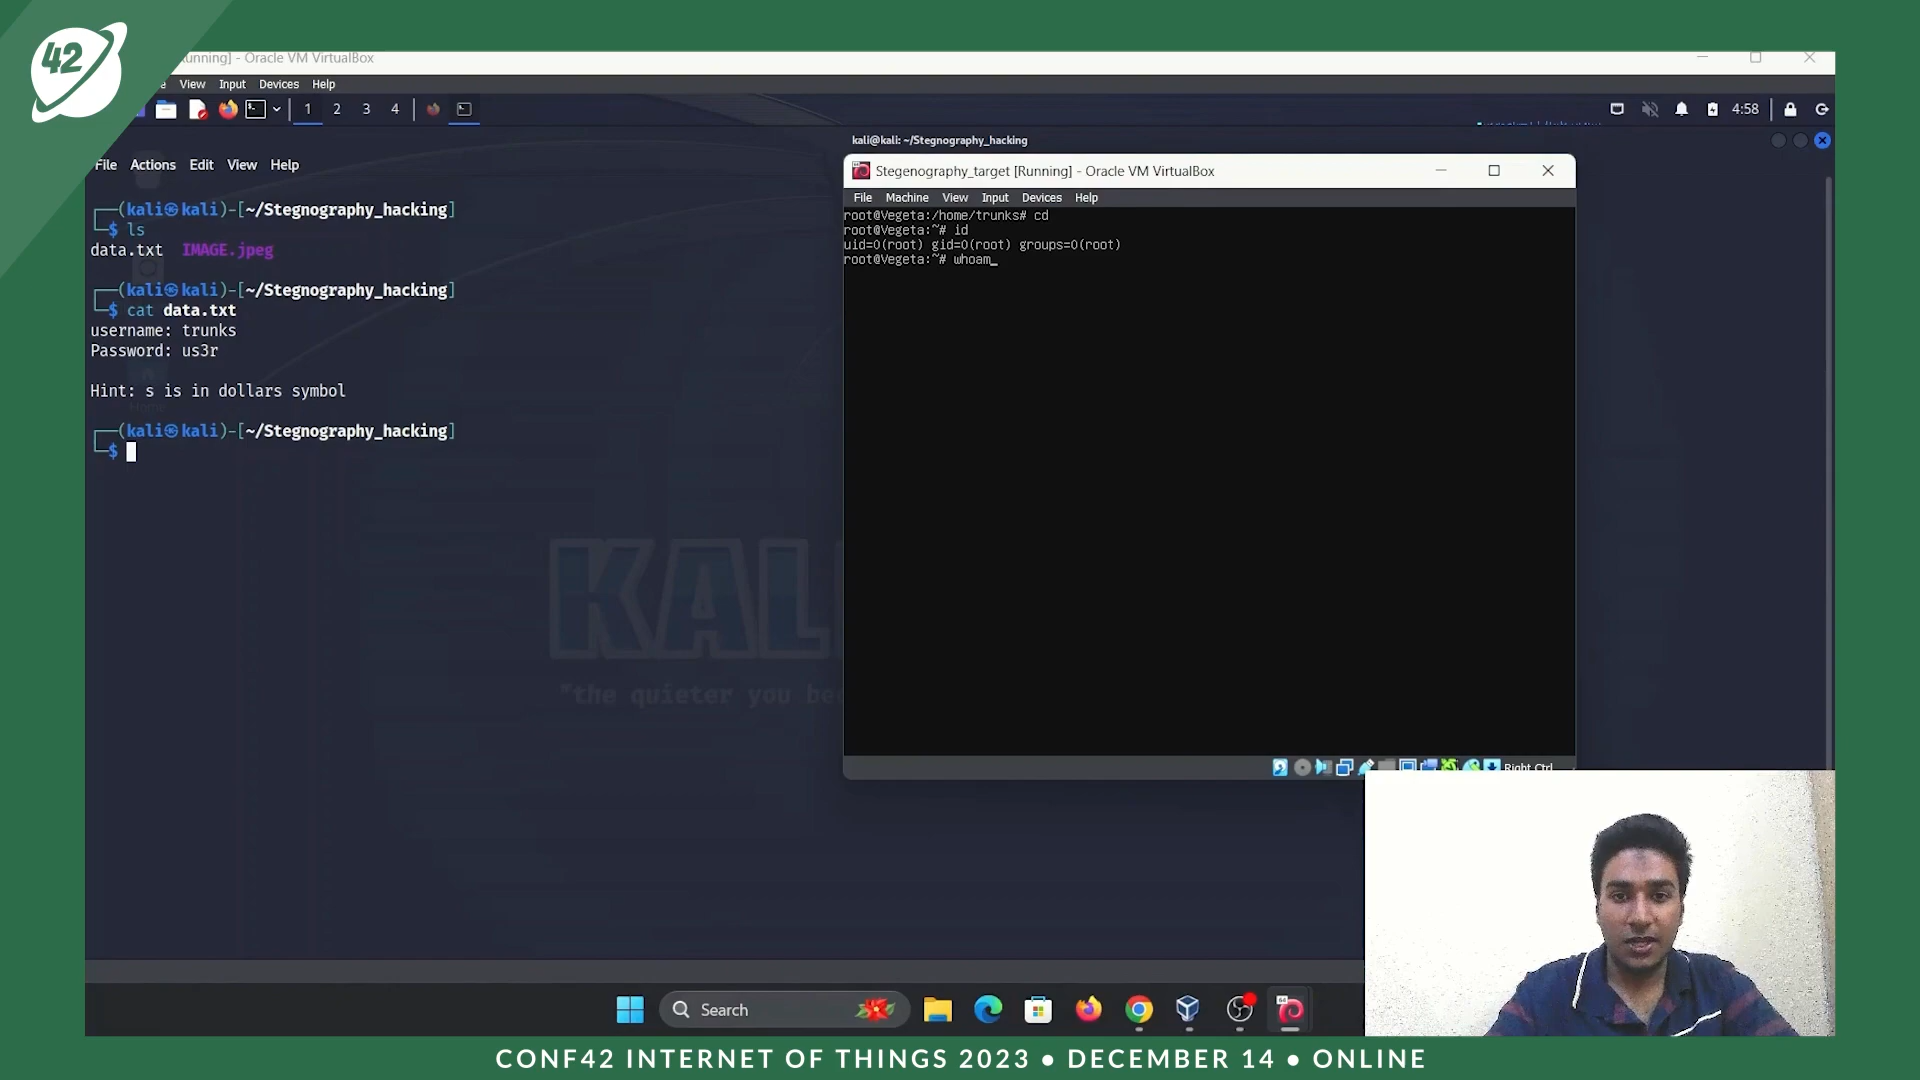 42
unning] - Oracle VM VirtualBox
View Input Devices Help
1 2 3 4
4:58
kali@kali: ~/Stegnography_hacking
File Actions Edit View Help
┌──(kali㉿kali)-[~/Stegnography_hacking]
└─$ ls
data.txt IMAGE.jpeg
┌──(kali㉿kali)-[~/Stegnography_hacking]
└─$ cat data.txt
username: trunks
Password: us3r
Hint: s is in dollars symbol
┌──(kali㉿kali)-[~/Stegnography_hacking]
└─$
Stegenography_target [Running] - Oracle VM VirtualBox
File Machine View Input Devices Help
root@Vegeta:/home/trunks# cd
root@Vegeta:~# id
uid=0(root) gid=0(root) groups=0(root)
root@Vegeta:~# whoam_
Right Ctrl
KAL
"the quieter you be
Search
CONF42 INTERNET OF THINGS 2023 • DECEMBER 14 • ONLINE